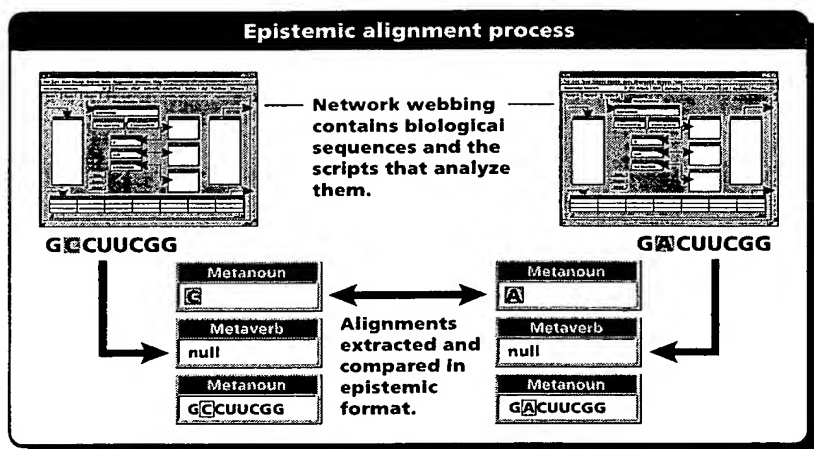 Epistemic alignment process
Network webbing
contains biological
sequences and the
scripts that analyze
them.
GCCUUCGG
GACUUCGG
Metanoun
C
Metaverb
null
Metanoun
GCCUUCGG
Alignments
extracted and
compared in
epistemic
format.
Metanoun
A
Metaverb
null
Metanoun
GACUUCGG